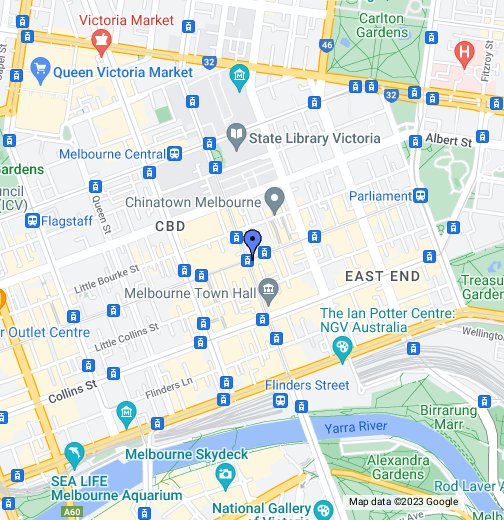 Victoria Market
Carlton
Gardens
46
H
Fitzroy St
32
Queen Victoria Market
32
State Library Victoria
Albert St
Melbourne Central
Gardens
Parliament
Chinatown Melbourne
ICV)
Flagstaff
Queen St
CBD
Little Bourke St
EAST END
Treasu
Garden
Melbourne Town Hall
The Ian Potter Centre:
NGV Australia
r Outlet Centre
Little Collins St
Wellington
Collins St
Flinders Ln
Flinders Street
Birrarung
Marr
Yarra River
Melbourne Skydeck
Alexandra
Gardens
SEA LIFE
Melbourne Aquarium
Rod Laver A
National Gallery
of Victoria
A60
Map data ©2023 Google